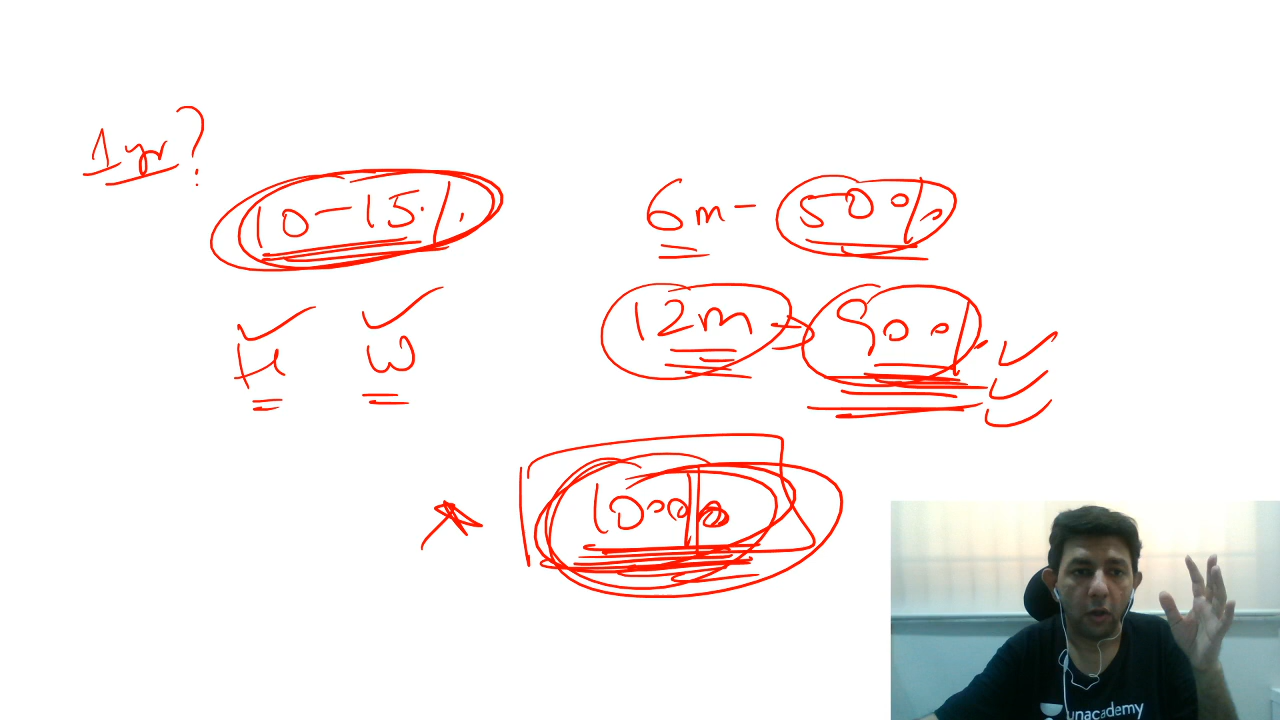 1 yr?
10-15%.
6m - 50%
H W
12m → 90%.
100%
unacademy